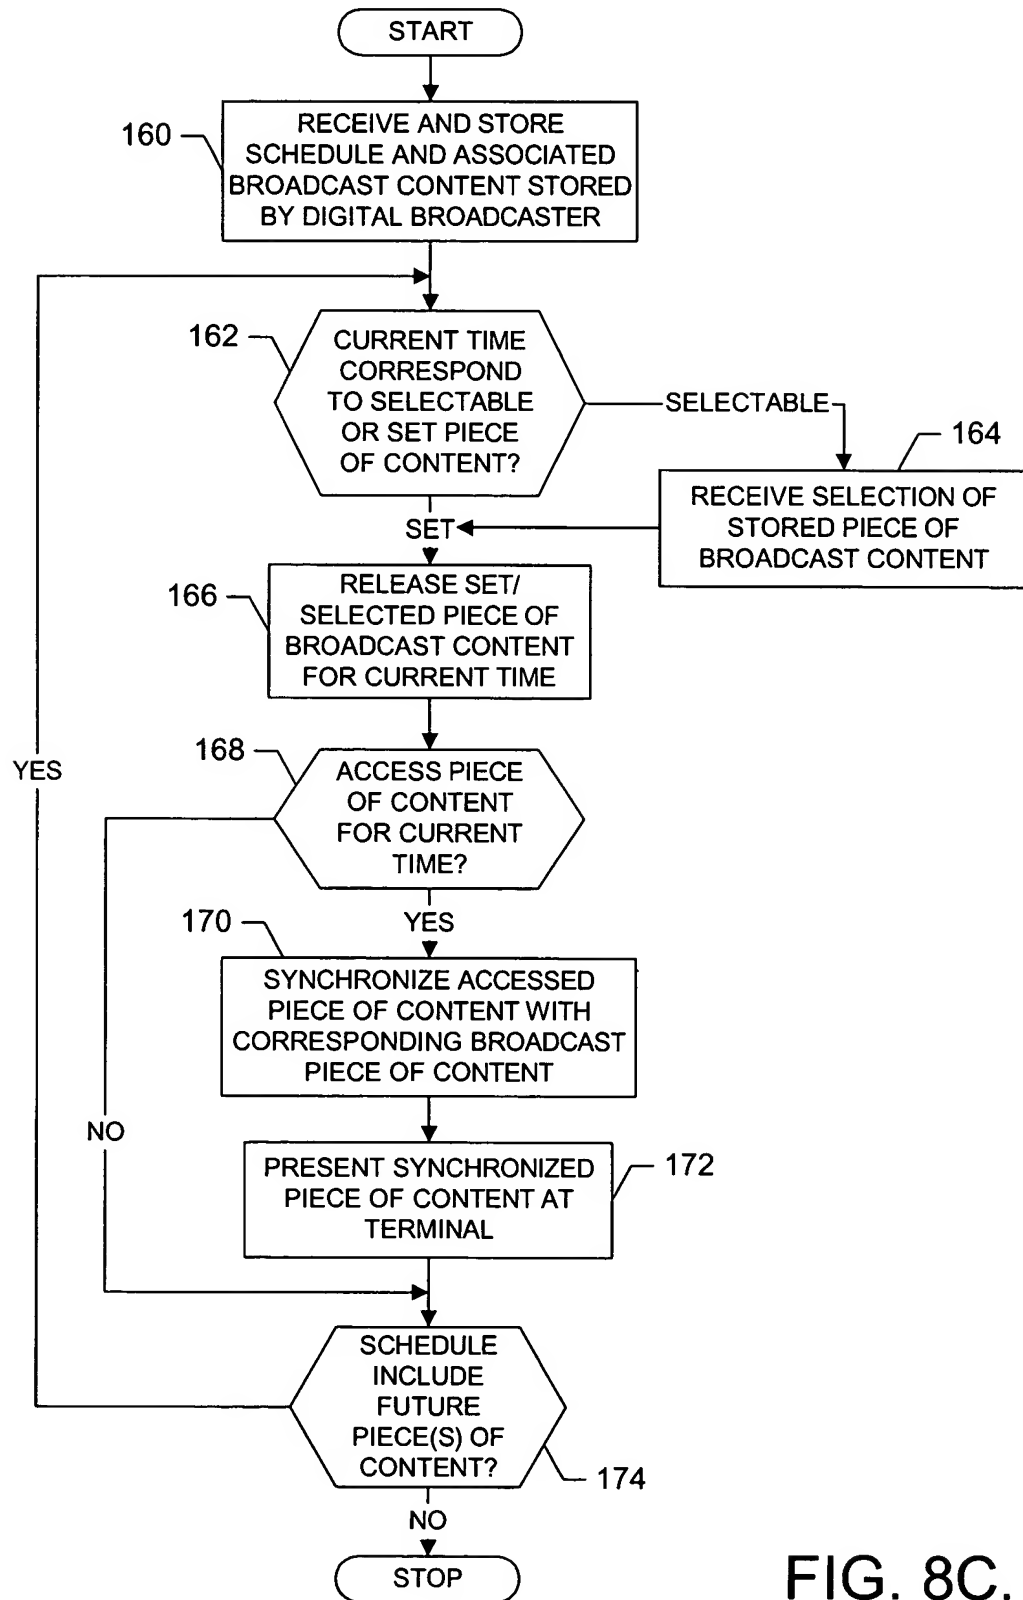 START
160
RECEIVE AND STORE
SCHEDULE AND ASSOCIATED
BROADCAST CONTENT STORED
BY DIGITAL BROADCASTER
162
CURRENT TIME
CORRESPOND
TO SELECTABLE
OR SET PIECE
OF CONTENT?
SELECTABLE
164
RECEIVE SELECTION OF
STORED PIECE OF
BROADCAST CONTENT
SET
166
RELEASE SET/
SELECTED PIECE OF
BROADCAST CONTENT
FOR CURRENT TIME
168
ACCESS PIECE
OF CONTENT
FOR CURRENT
TIME?
YES
YES
170
SYNCHRONIZE ACCESSED
PIECE OF CONTENT WITH
CORRESPONDING BROADCAST
PIECE OF CONTENT
NO
172
PRESENT SYNCHRONIZED
PIECE OF CONTENT AT
TERMINAL
SCHEDULE
INCLUDE
FUTURE
PIECE(S) OF
CONTENT?
174
NO
STOP
FIG. 8C.